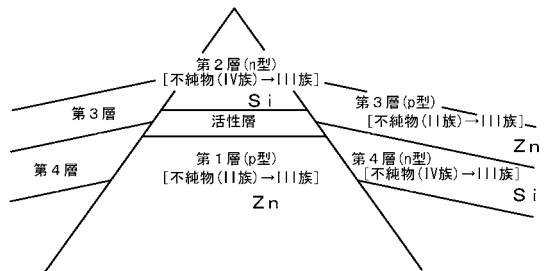 第2層(n型)
[不純物(IV族)→III族]
Si
活性層
第3層
第4層
第1層(p型)
[不純物(II族)→III族]
Zn
第3層(p型)
[不純物(II族)→III族]
Zn
第4層(n型)
[不純物(IV族)→III族]
Si